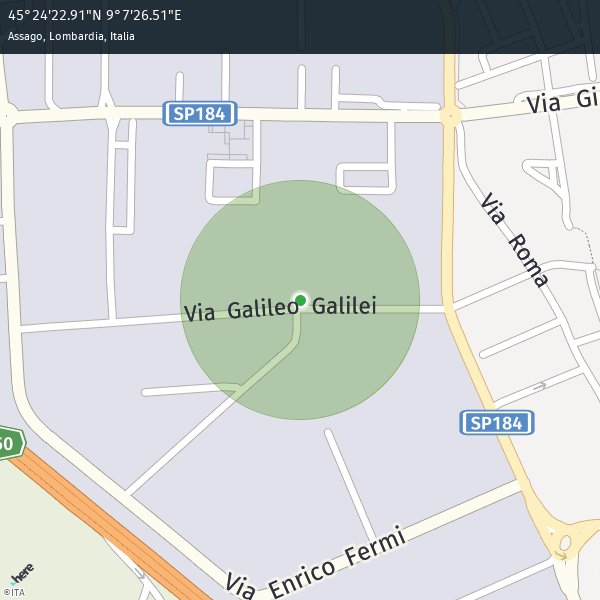 45°24'22.91"N 9°7'26.51"E
Assago, Lombardia, Italia
Via Gi
SP184
Via Roma
Via Galileo Galilei
SP184
50
Via Enrico Fermi
here
©ITA